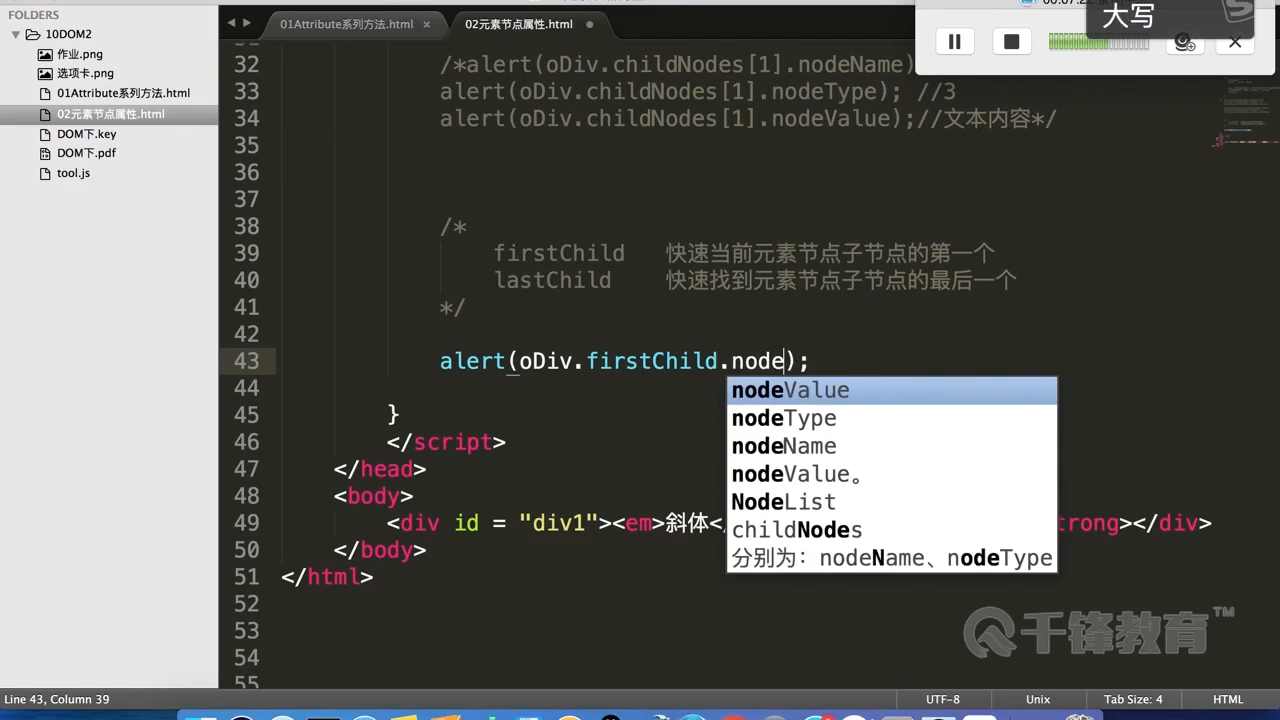 FOLDERS
10DOM2
作业.png
选项卡.png
01Attribute系列方法.html
02元素节点属性.html
DOM下.key
DOM下.pdf
tool.js
01Attribute系列方法.html ×
02元素节点属性.html
大写
32 /*alert(oDiv.childNodes[1].nodeName)
33 alert(oDiv.childNodes[1].nodeType); //3
34 alert(oDiv.childNodes[1].nodeValue);//文本内容*/
35
36
37
38 /*
39 firstChild 快速当前元素节点子节点的第一个
40 lastChild 快速找到元素节点子节点的最后一个
41 */
42
43 alert(oDiv.firstChild.node);
44
45 }
46 </script>
47 </head>
48 <body>
49 <div id = "div1"><em>斜体</ trong></div>
50 </body>
51 </html>
52
53
54
55
nodeValue
nodeType
nodeName
nodeValue。
NodeList
childNodes
分别为：nodeName、nodeType
千锋教育™
Line 43, Column 39
UTF-8
Unix
Tab Size: 4
HTML